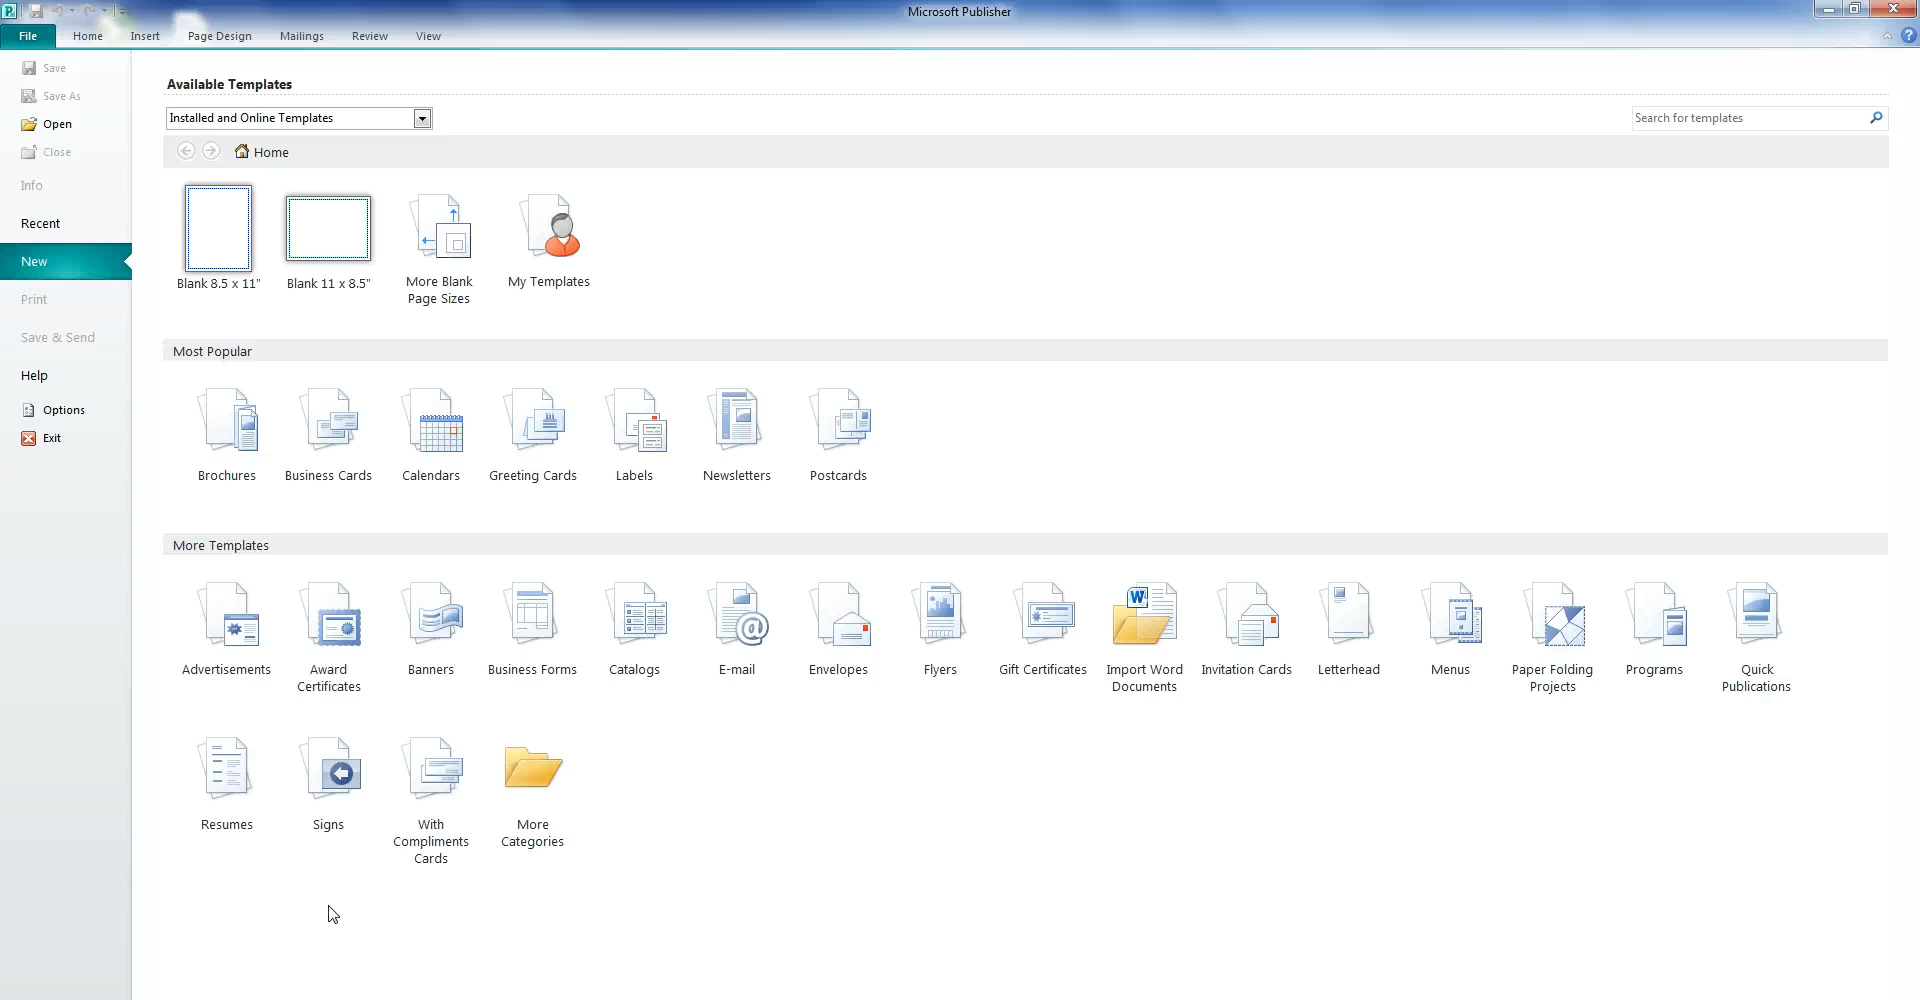 Microsoft Publisher
File Home Insert Page Design Mailings Review View
Save
Save As
Open
Close
Info
Recent
New
Print
Save & Send
Help
Options
Exit
Available Templates
Installed and Online Templates
Search for templates
Home
Blank 8.5 x 11"
Blank 11 x 8.5"
More Blank
Page Sizes
My Templates
Most Popular
Brochures
Business Cards
Calendars
Greeting Cards
Labels
Newsletters
Postcards
More Templates
Advertisements
Award
Certificates
Banners
Business Forms
Catalogs
E-mail
Envelopes
Flyers
Gift Certificates
Import Word
Documents
Invitation Cards
Letterhead
Menus
Paper Folding
Projects
Programs
Quick
Publications
Resumes
Signs
With
Compliments
Cards
More
Categories